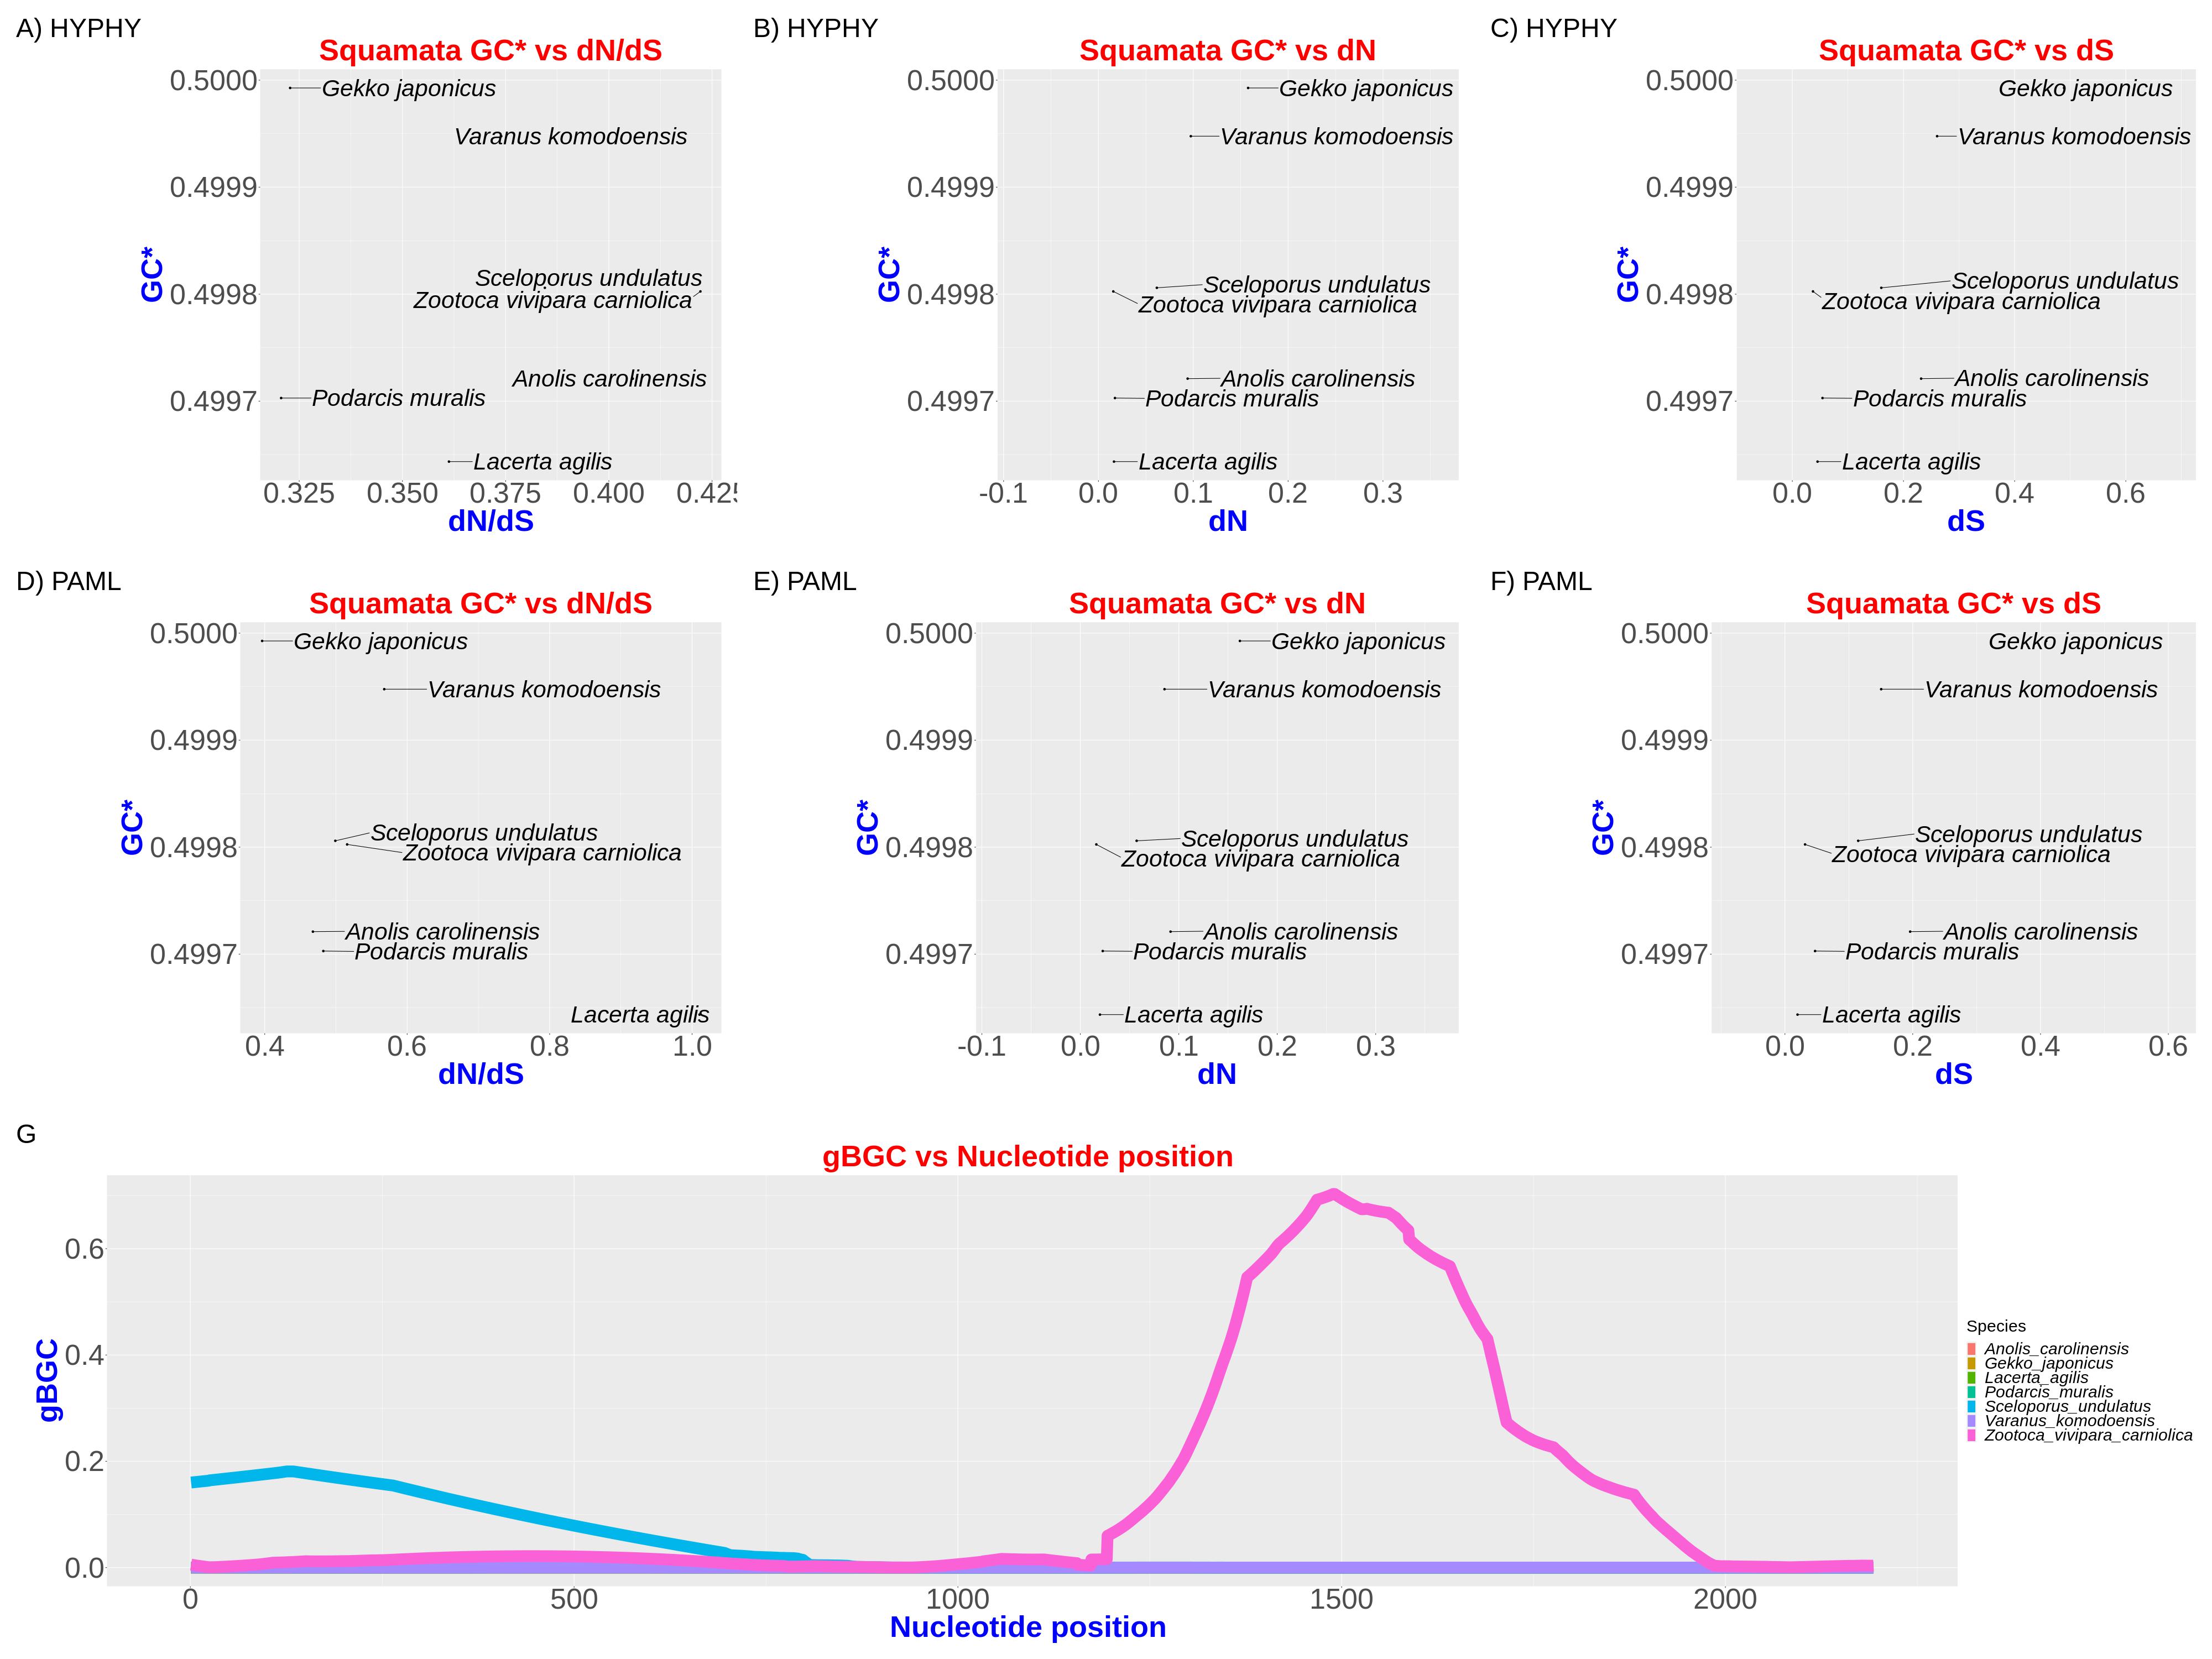 A) HYPHY
Squamata GC* vs dN/dS
0.5000
0.4999
0.4998
0.4997
GC*
Gekko japonicus
Varanus komodoensis
Sceloporus undulatus
Zootoca vivipara carniolica
Anolis carolinensis
Podarcis muralis
Lacerta agilis
0.325 0.350 0.375 0.400 0.425
dN/dS
B) HYPHY
Squamata GC* vs dN
0.5000
0.4999
0.4998
0.4997
GC*
Gekko japonicus
Varanus komodoensis
Sceloporus undulatus
Zootoca vivipara carniolica
Anolis carolinensis
Podarcis muralis
Lacerta agilis
-0.1 0.0 0.1 0.2 0.3
dN
C) HYPHY
Squamata GC* vs dS
0.5000
0.4999
0.4998
0.4997
GC*
Gekko japonicus
Varanus komodoensis
Sceloporus undulatus
Zootoca vivipara carniolica
Anolis carolinensis
Podarcis muralis
Lacerta agilis
0.0 0.2 0.4 0.6
dS
D) PAML
Squamata GC* vs dN/dS
0.5000
0.4999
0.4998
0.4997
GC*
Gekko japonicus
Varanus komodoensis
Sceloporus undulatus
Zootoca vivipara carniolica
Anolis carolinensis
Podarcis muralis
Lacerta agilis
0.4 0.6 0.8 1.0
dN/dS
E) PAML
Squamata GC* vs dN
0.5000
0.4999
0.4998
0.4997
GC*
Gekko japonicus
Varanus komodoensis
Sceloporus undulatus
Zootoca vivipara carniolica
Anolis carolinensis
Podarcis muralis
Lacerta agilis
-0.1 0.0 0.1 0.2 0.3
dN
F) PAML
Squamata GC* vs dS
0.5000
0.4999
0.4998
0.4997
GC*
Gekko japonicus
Varanus komodoensis
Sceloporus undulatus
Zootoca vivipara carniolica
Anolis carolinensis
Podarcis muralis
Lacerta agilis
0.0 0.2 0.4 0.6
dS
G
gBGC vs Nucleotide position
0.6
0.4
0.2
0.0
gBGC
0 500 1000 1500 2000
Nucleotide position
Species
Anolis_carolinensis
Gekko_japonicus
Lacerta_agilis
Podarcis_muralis
Sceloporus_undulatus
Varanus_komodoensis
Zootoca_vivipara_carniolica